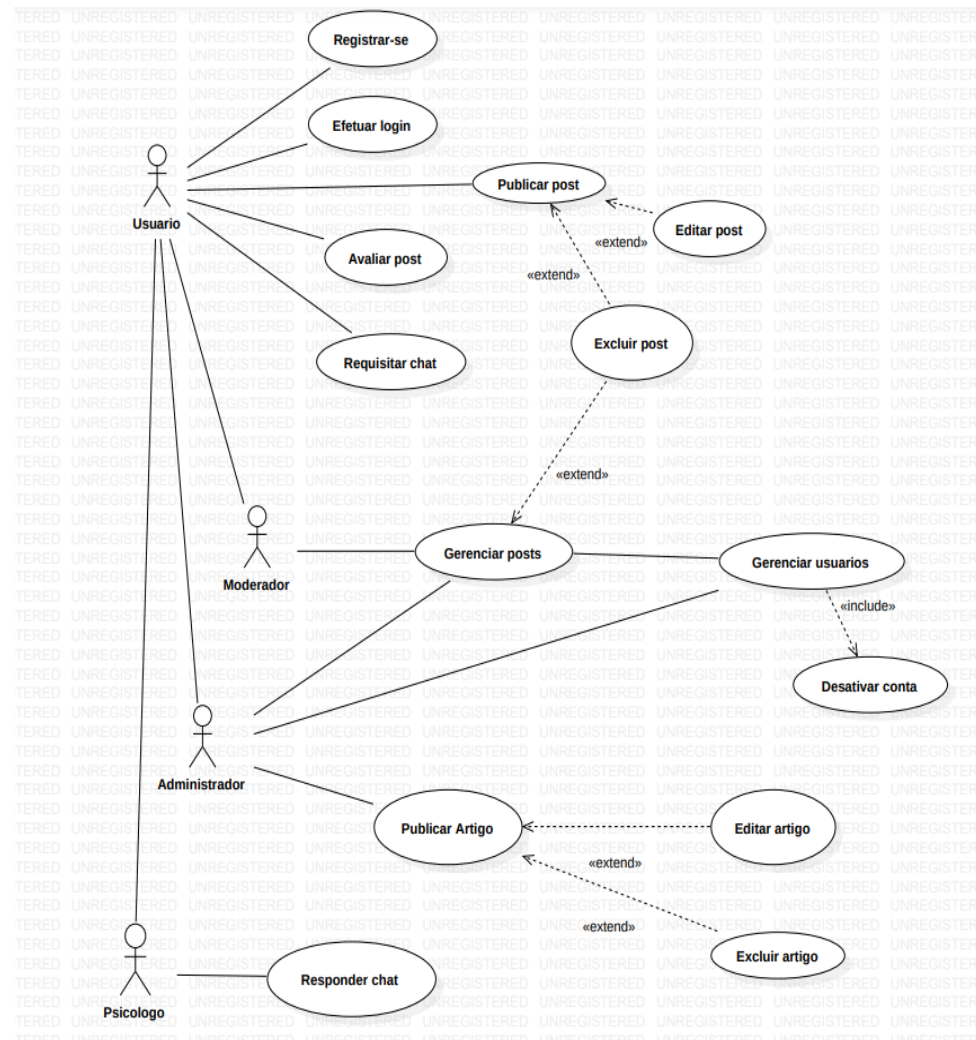 Registrar-se
Efetuar login
Publicar post
Usuario
Editar post
«extend»
Avaliar post
«extend»
Excluir post
Requisitar chat
«extend»
Gerenciar posts
Gerenciar usuarios
Moderador
«include»
Desativar conta
Administrador
Publicar Artigo
Editar artigo
«extend»
«extend»
Excluir artigo
Responder chat
Psicologo
UNREGISTERED